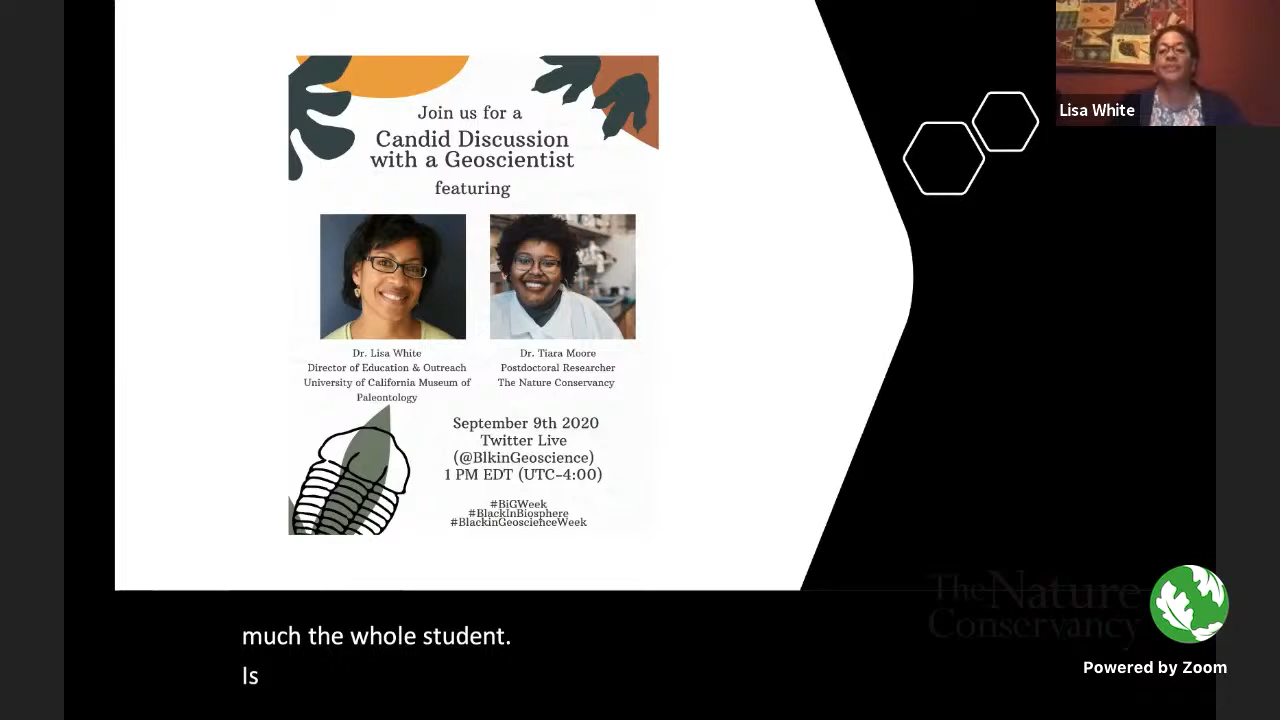 Join us for a
Candid Discussion
with a Geoscientist
featuring
Dr. Lisa White
Director of Education & Outreach
University of California Museum of
Paleontology
Dr. Tiara Moore
Postdoctoral Researcher
The Nature Conservancy
September 9th 2020
Twitter Live
(@BlkinGeoscience)
1 PM EDT (UTC-4:00)
#BiGWeek
#BlackInBiosphere
#BlackinGeoscienceWeek
Lisa White
The Nature
Conservancy
Powered by Zoom
much the whole student.
Is